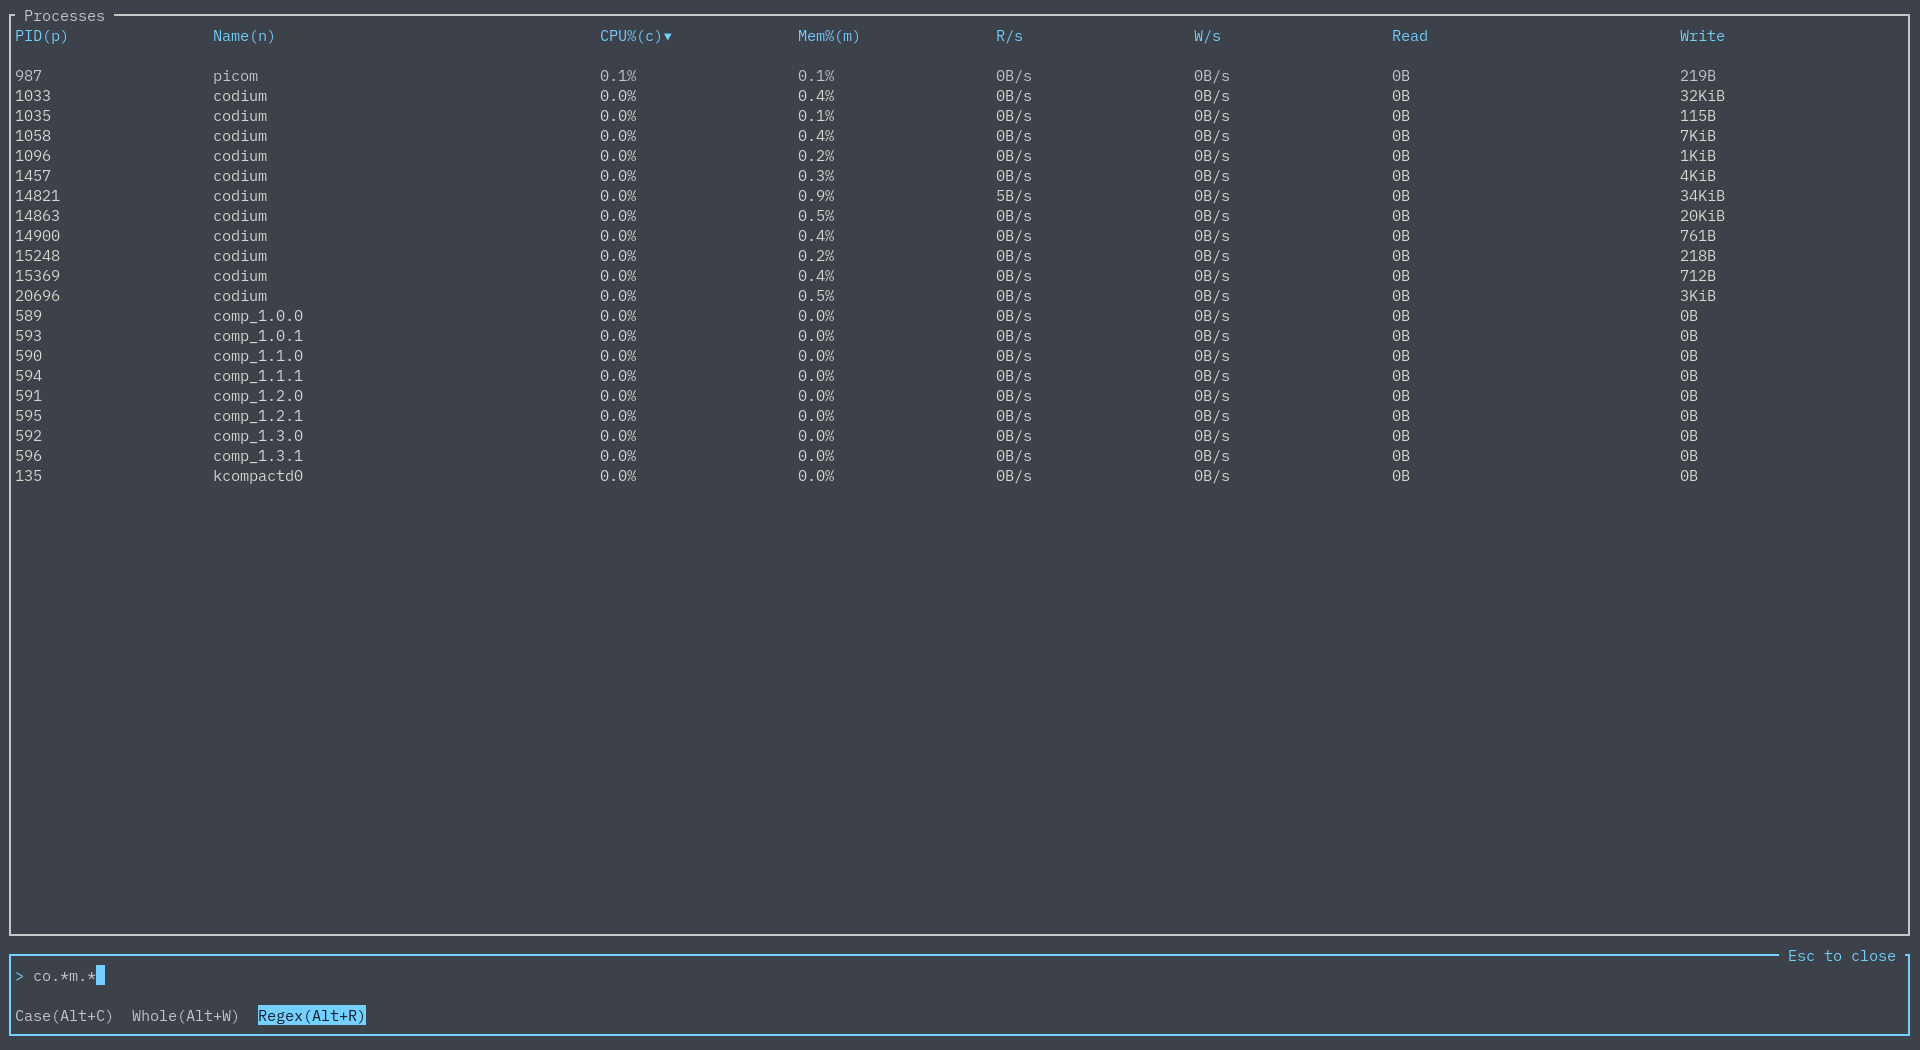 Processes
PID(p) Name(n) CPU%(c)▼ Mem%(m) R/s W/s Read Write
987 picom 0.1% 0.1% 0B/s 0B/s 0B 219B
1033 codium 0.0% 0.4% 0B/s 0B/s 0B 32KiB
1035 codium 0.0% 0.1% 0B/s 0B/s 0B 115B
1058 codium 0.0% 0.4% 0B/s 0B/s 0B 7KiB
1096 codium 0.0% 0.2% 0B/s 0B/s 0B 1KiB
1457 codium 0.0% 0.3% 0B/s 0B/s 0B 4KiB
14821 codium 0.0% 0.9% 5B/s 0B/s 0B 34KiB
14863 codium 0.0% 0.5% 0B/s 0B/s 0B 20KiB
14900 codium 0.0% 0.4% 0B/s 0B/s 0B 761B
15248 codium 0.0% 0.2% 0B/s 0B/s 0B 218B
15369 codium 0.0% 0.4% 0B/s 0B/s 0B 712B
20696 codium 0.0% 0.5% 0B/s 0B/s 0B 3KiB
589 comp_1.0.0 0.0% 0.0% 0B/s 0B/s 0B 0B
593 comp_1.0.1 0.0% 0.0% 0B/s 0B/s 0B 0B
590 comp_1.1.0 0.0% 0.0% 0B/s 0B/s 0B 0B
594 comp_1.1.1 0.0% 0.0% 0B/s 0B/s 0B 0B
591 comp_1.2.0 0.0% 0.0% 0B/s 0B/s 0B 0B
595 comp_1.2.1 0.0% 0.0% 0B/s 0B/s 0B 0B
592 comp_1.3.0 0.0% 0.0% 0B/s 0B/s 0B 0B
596 comp_1.3.1 0.0% 0.0% 0B/s 0B/s 0B 0B
135 kcompactd0 0.0% 0.0% 0B/s 0B/s 0B 0B
Esc to close
> co.*m.*
Case(Alt+C) Whole(Alt+W) Regex(Alt+R)